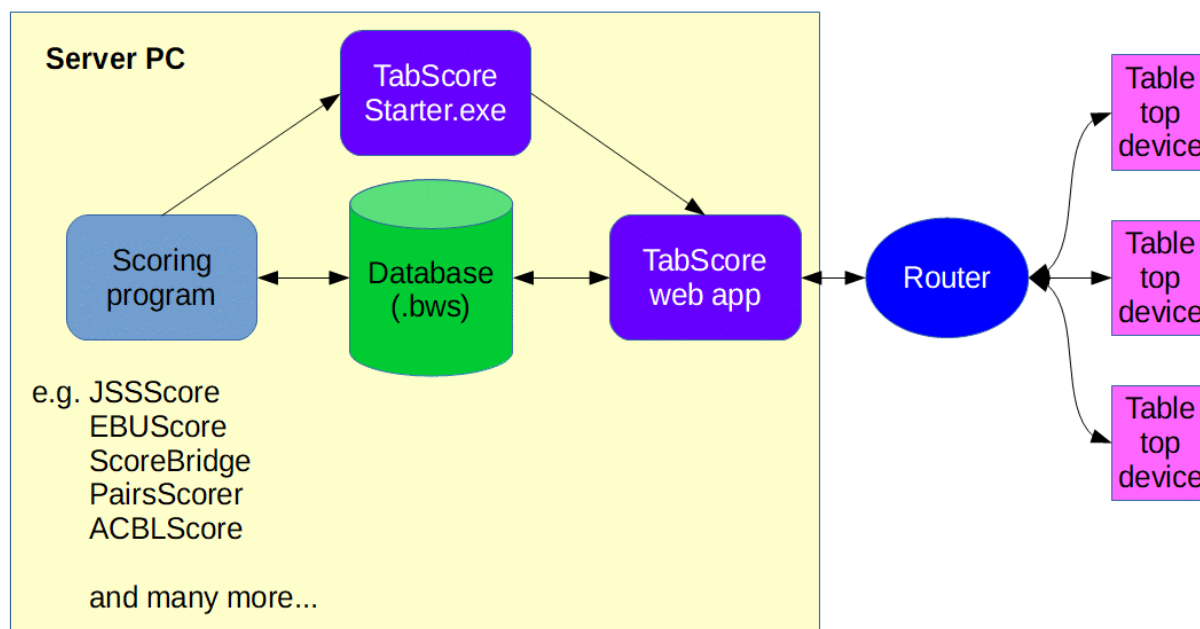 Server PC
TabScore
Starter.exe
Scoring
program
Database
(.bws)
TabScore
web app
Router
Table
top
device
Table
top
device
Table
top
device
e.g. JSSScore
EBUScore
ScoreBridge
PairsScorer
ACBLScore
and many more...